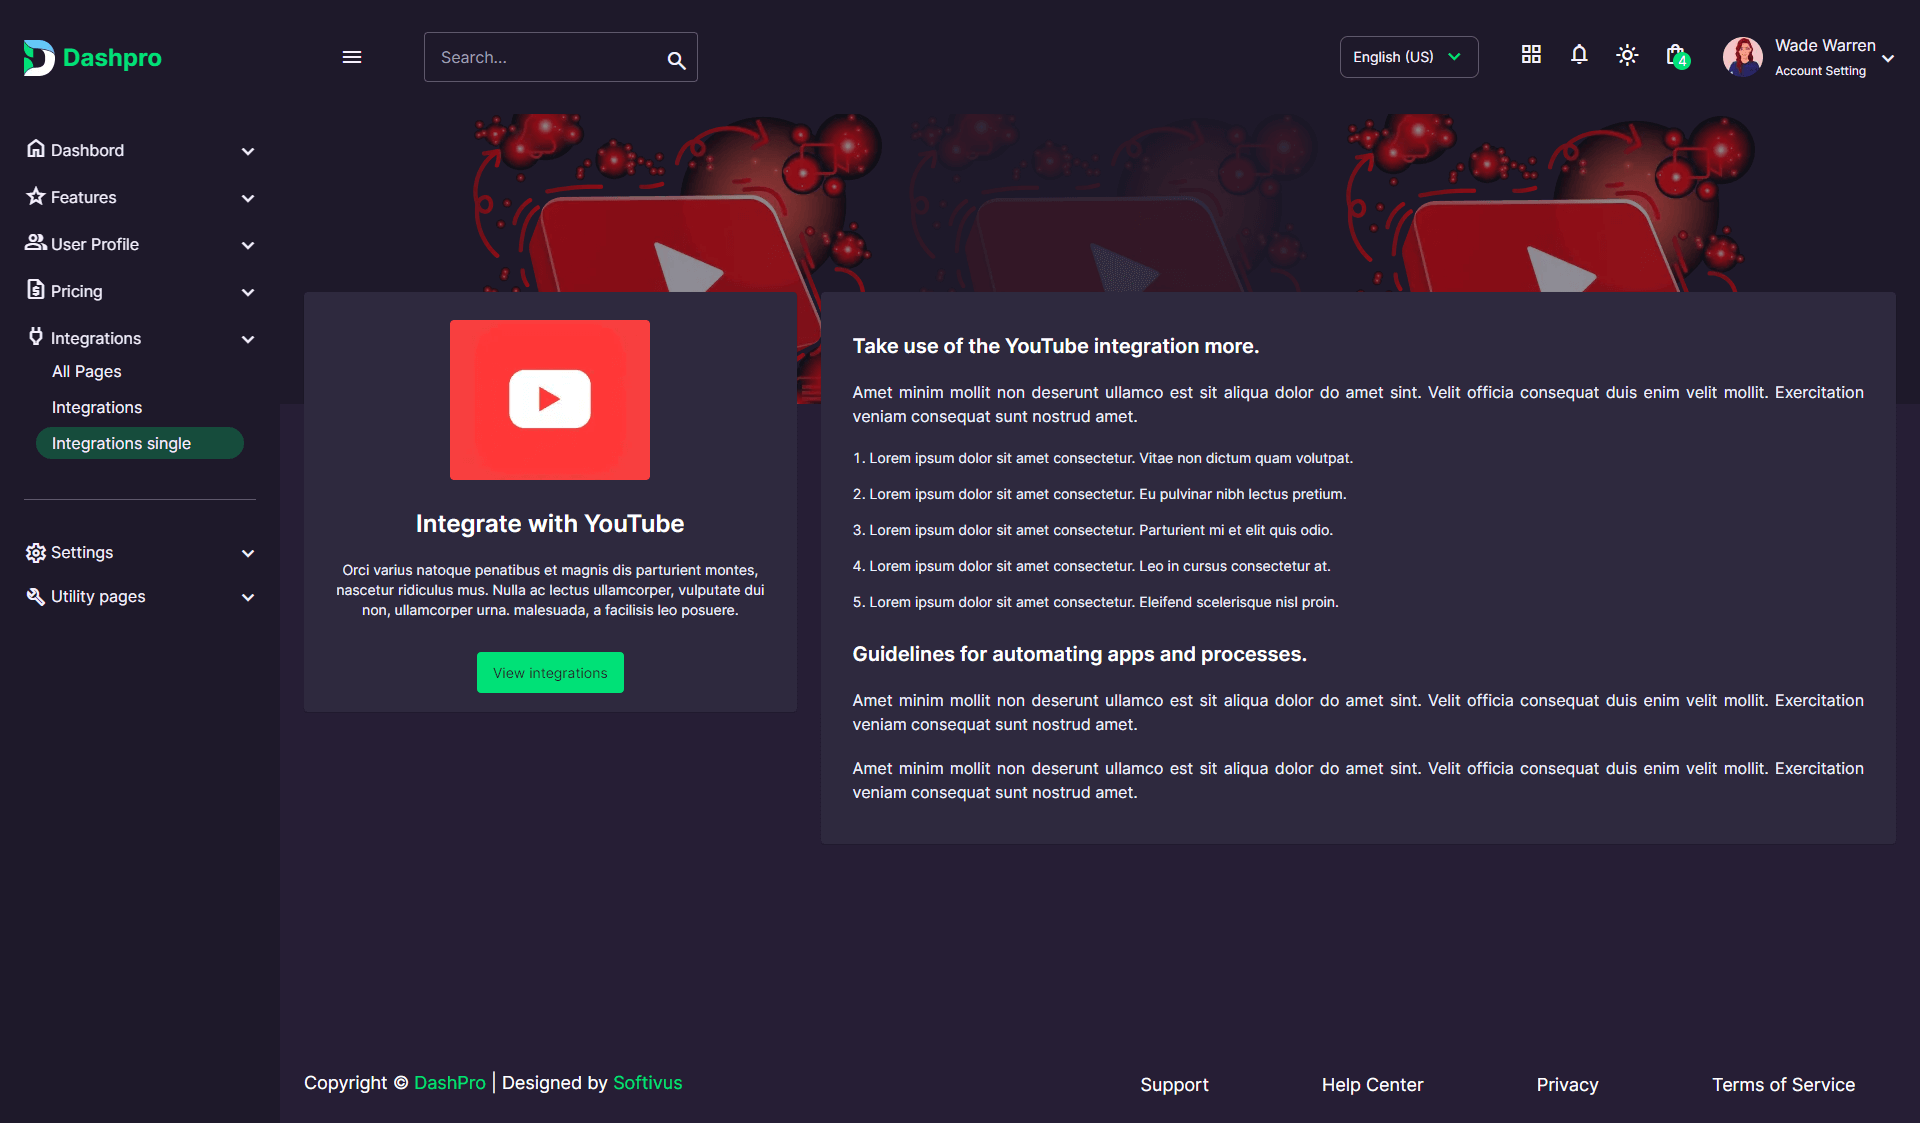 Dashpro
Search...
English (US)
4
Wade Warren
Account Setting
Dashbord
Features
User Profile
Pricing
Integrations
All Pages
Integrations
Integrations single
Settings
Utility pages
Integrate with YouTube
Orci varius natoque penatibus et magnis dis parturient montes,
nascetur ridiculus mus. Nulla ac lectus ullamcorper, vulputate dui
non, ullamcorper urna. malesuada, a facilisis leo posuere.
View integrations
Take use of the YouTube integration more.
Amet minim mollit non deserunt ullamco est sit aliqua dolor do amet sint. Velit officia consequat duis enim velit mollit. Exercitation
veniam consequat sunt nostrud amet.
1. Lorem ipsum dolor sit amet consectetur. Vitae non dictum quam volutpat.
2. Lorem ipsum dolor sit amet consectetur. Eu pulvinar nibh lectus pretium.
3. Lorem ipsum dolor sit amet consectetur. Parturient mi et elit quis odio.
4. Lorem ipsum dolor sit amet consectetur. Leo in cursus consectetur at.
5. Lorem ipsum dolor sit amet consectetur. Eleifend scelerisque nisl proin.
Guidelines for automating apps and processes.
Amet minim mollit non deserunt ullamco est sit aliqua dolor do amet sint. Velit officia consequat duis enim velit mollit. Exercitation
veniam consequat sunt nostrud amet.
Amet minim mollit non deserunt ullamco est sit aliqua dolor do amet sint. Velit officia consequat duis enim velit mollit. Exercitation
veniam consequat sunt nostrud amet.
Copyright © DashPro | Designed by Softivus
Support
Help Center
Privacy
Terms of Service